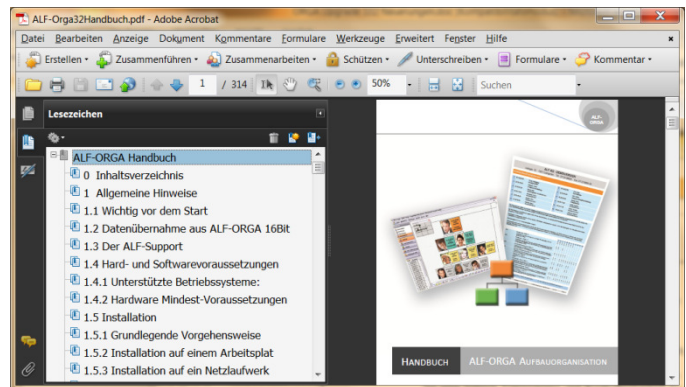 ALF-Orga32Handbuch.pdf - Adobe Acrobat
Datei Bearbeiten Anzeige Dokument Kommentare Formulare Werkzeuge Erweitert Fenster Hilfe
Erstellen Zusammenführen Zusammenarbeiten Schützen Unterschreiben Formulare Kommentar
1 / 314 50% Suchen
Lesezeichen
ALF-ORGA
ALF-ORGA Handbuch
0 Inhaltsverzeichnis
1 Allgemeine Hinweise
1.1 Wichtig vor dem Start
1.2 Datenübernahme aus ALF-ORGA 16Bit
1.3 Der ALF-Support
1.4 Hard- und Softwarevoraussetzungen
1.4.1 Unterstützte Betriebssysteme:
1.4.2 Hardware Mindest-Voraussetzungen
1.5 Installation
1.5.1 Grundlegende Vorgehensweise
1.5.2 Installation auf einem Arbeitsplat
1.5.3 Installation auf ein Netzlaufwerk
HANDBUCH ALF-ORGA AUFBAUORGANISATION